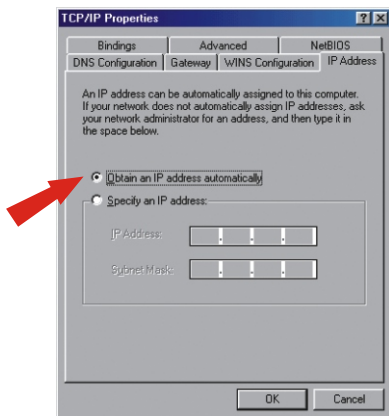 TCP/IP Properties
Bindings Advanced NetBIOS
DNS Configuration Gateway WINS Configuration IP Address
An IP address can be automatically assigned to this computer.
If your network does not automatically assign IP addresses, ask
your network administrator for an address, and then type it in
the space below.
Obtain an IP address automatically
Specify an IP address:
IP Address:
Subnet Mask:
OK Cancel